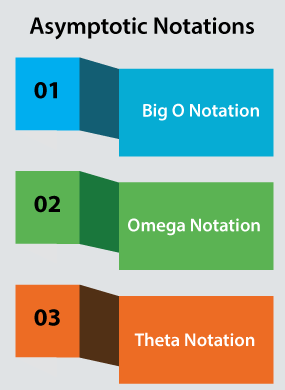 Asymptotic Notations
01
Big O Notation
02
Omega Notation
03
Theta Notation